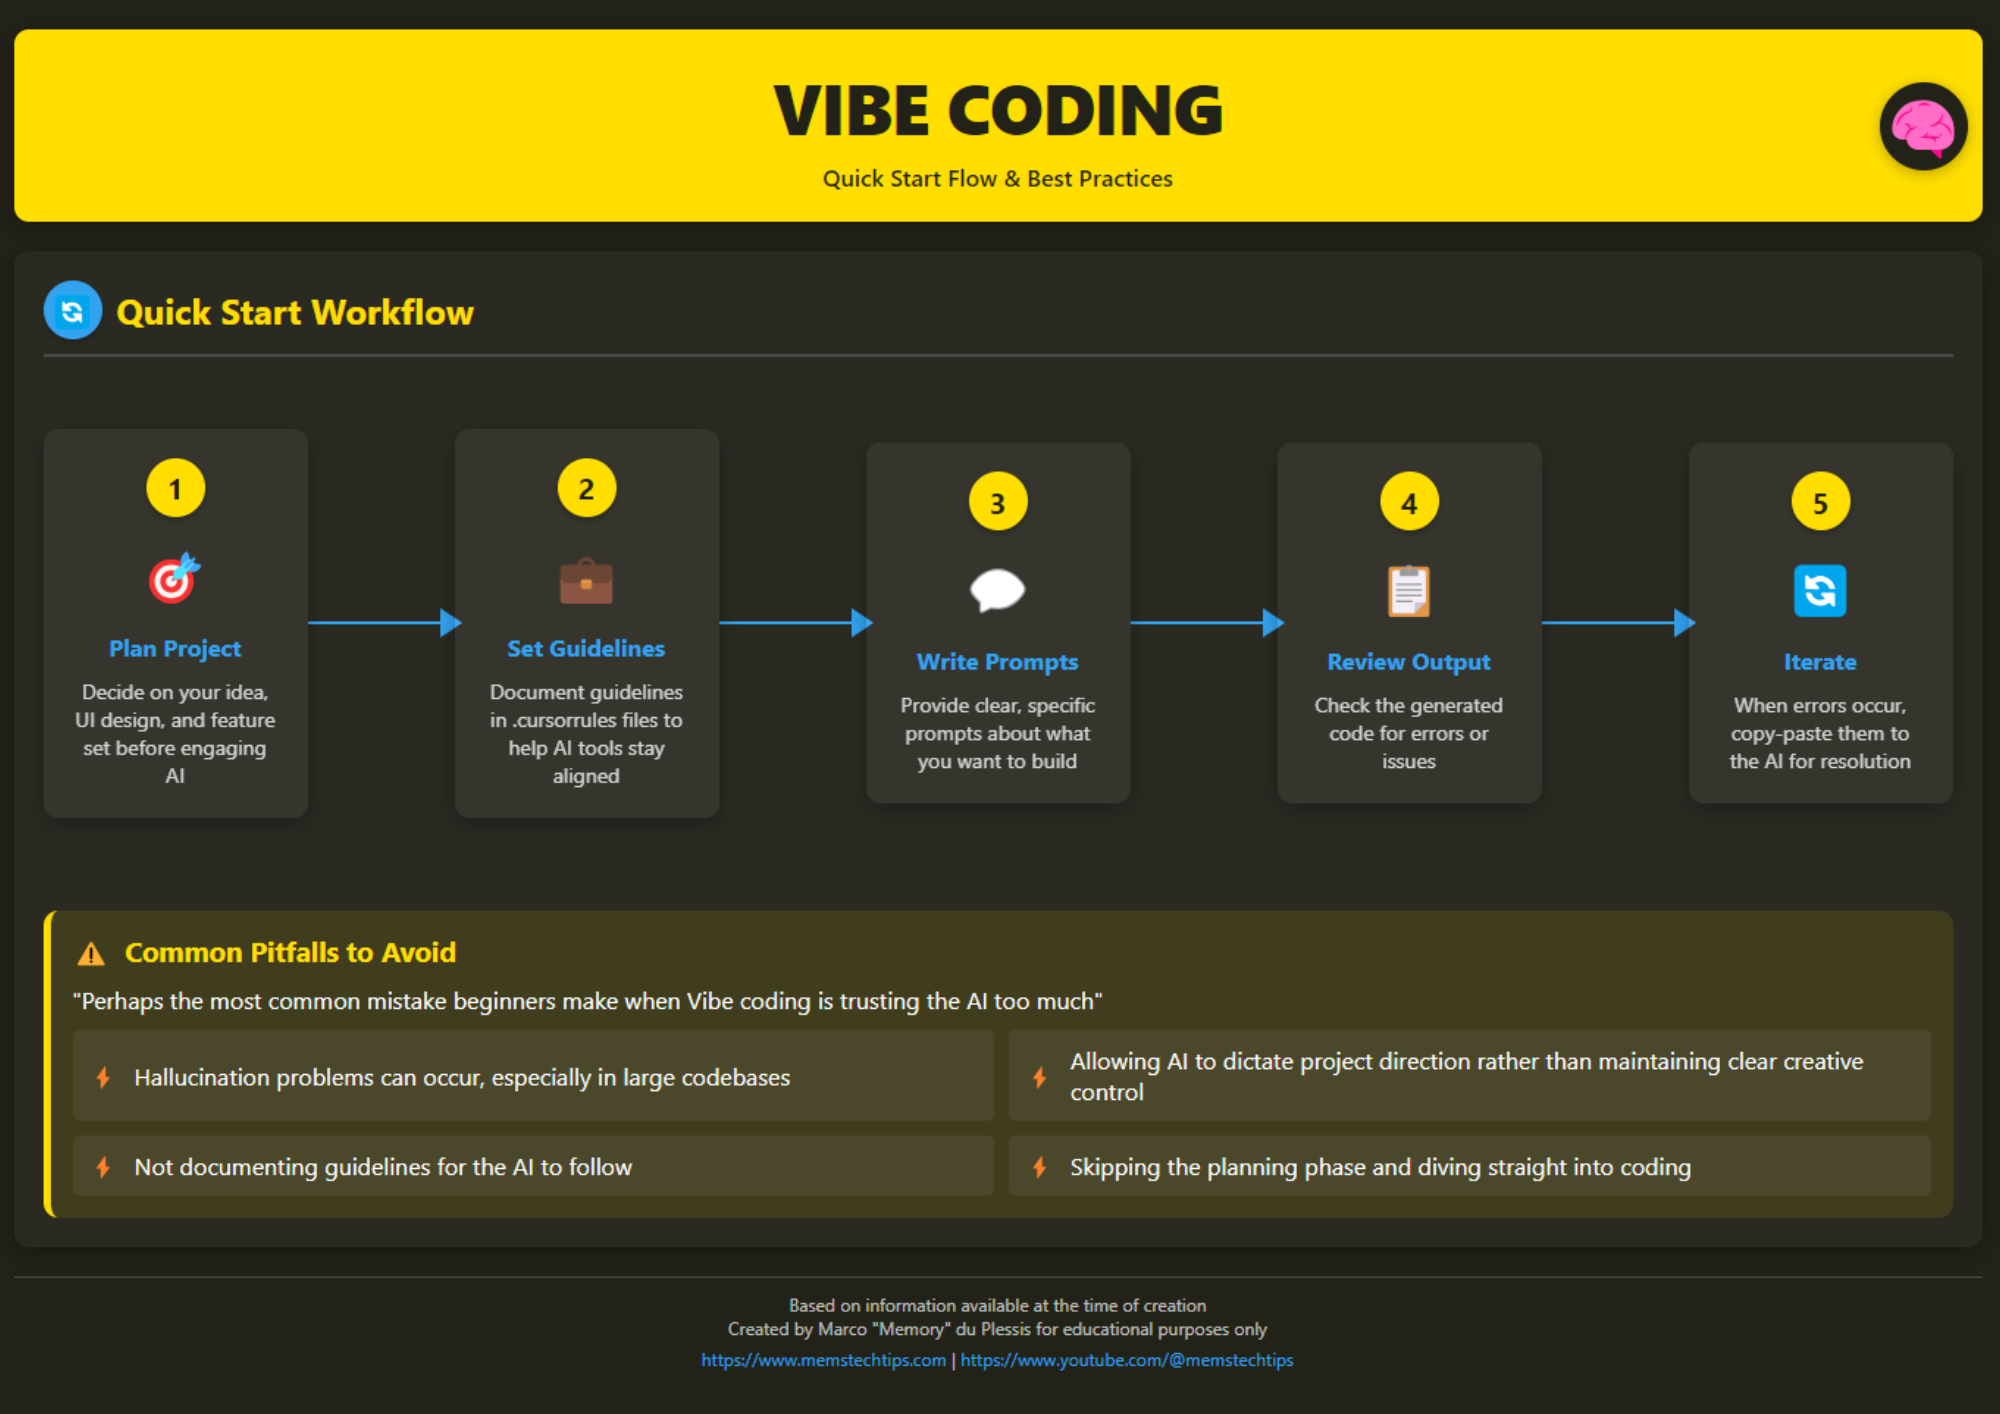 VIBE CODING
Quick Start Flow & Best Practices
Quick Start Workflow
1
Plan Project
Decide on your idea,
UI design, and feature
set before engaging
AI
2
Set Guidelines
Document guidelines
in .cursorrules files to
help AI tools stay
aligned
3
Write Prompts
Provide clear, specific
prompts about what
you want to build
4
Review Output
Check the generated
code for errors or
issues
5
Iterate
When errors occur,
copy-paste them to
the AI for resolution
Common Pitfalls to Avoid
"Perhaps the most common mistake beginners make when Vibe coding is trusting the AI too much"
Hallucination problems can occur, especially in large codebases
Allowing AI to dictate project direction rather than maintaining clear creative
control
Not documenting guidelines for the AI to follow
Skipping the planning phase and diving straight into coding
Based on information available at the time of creation
Created by Marco "Memory" du Plessis for educational purposes only
https://www.memstechtips.com | https://www.youtube.com/@memstechtips